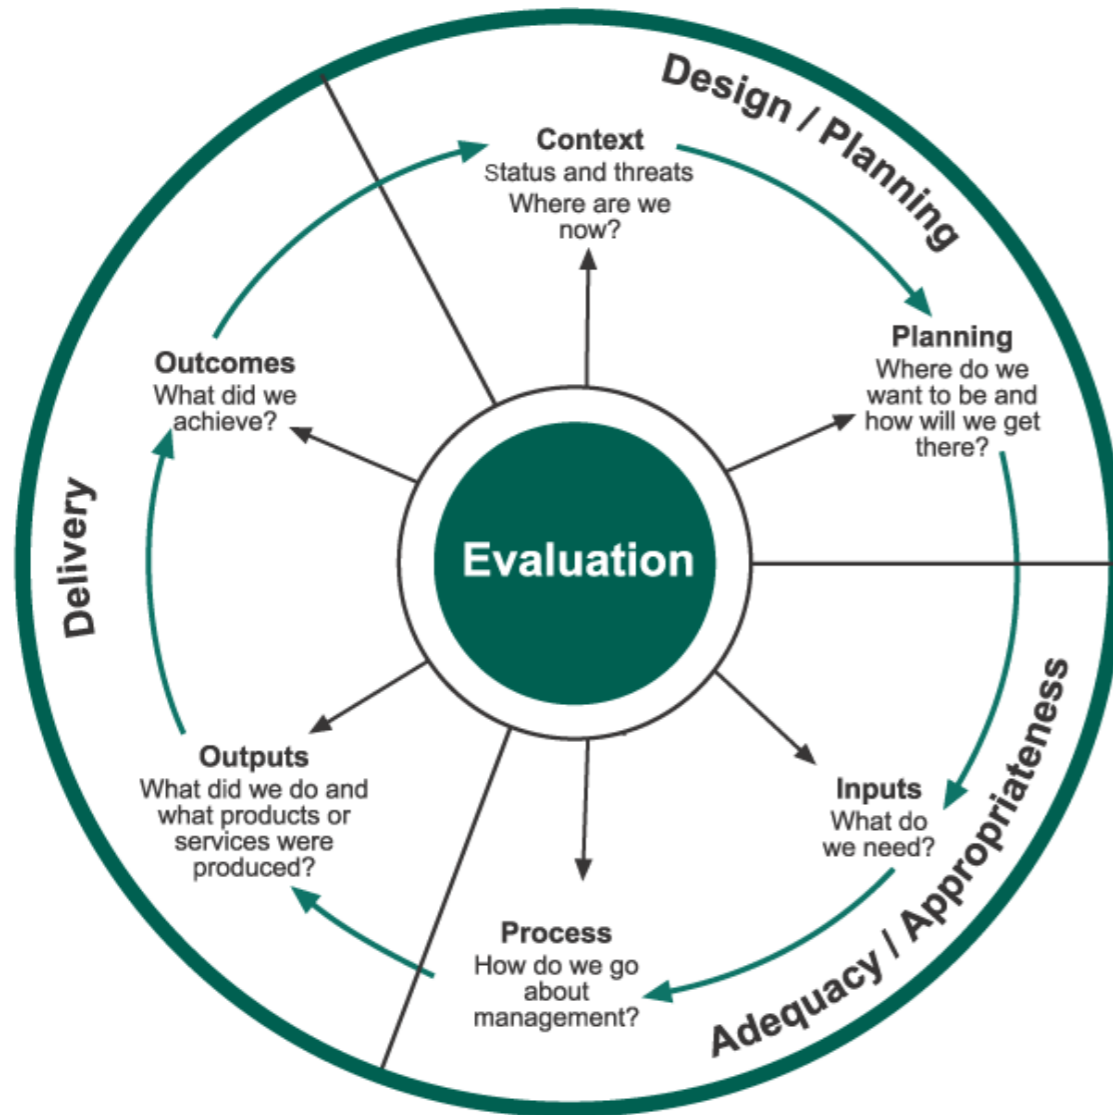 Design / Planning
Context
Status and threats
Where are we
now?
Planning
Where do we
want to be and
how will we get
there?
Outcomes
What did we
achieve?
Delivery
Evaluation
Outputs
What did we do and
what products or
services were
produced?
Inputs
What do
we need?
Process
How do we go
about
management?
Adequacy / Appropriateness